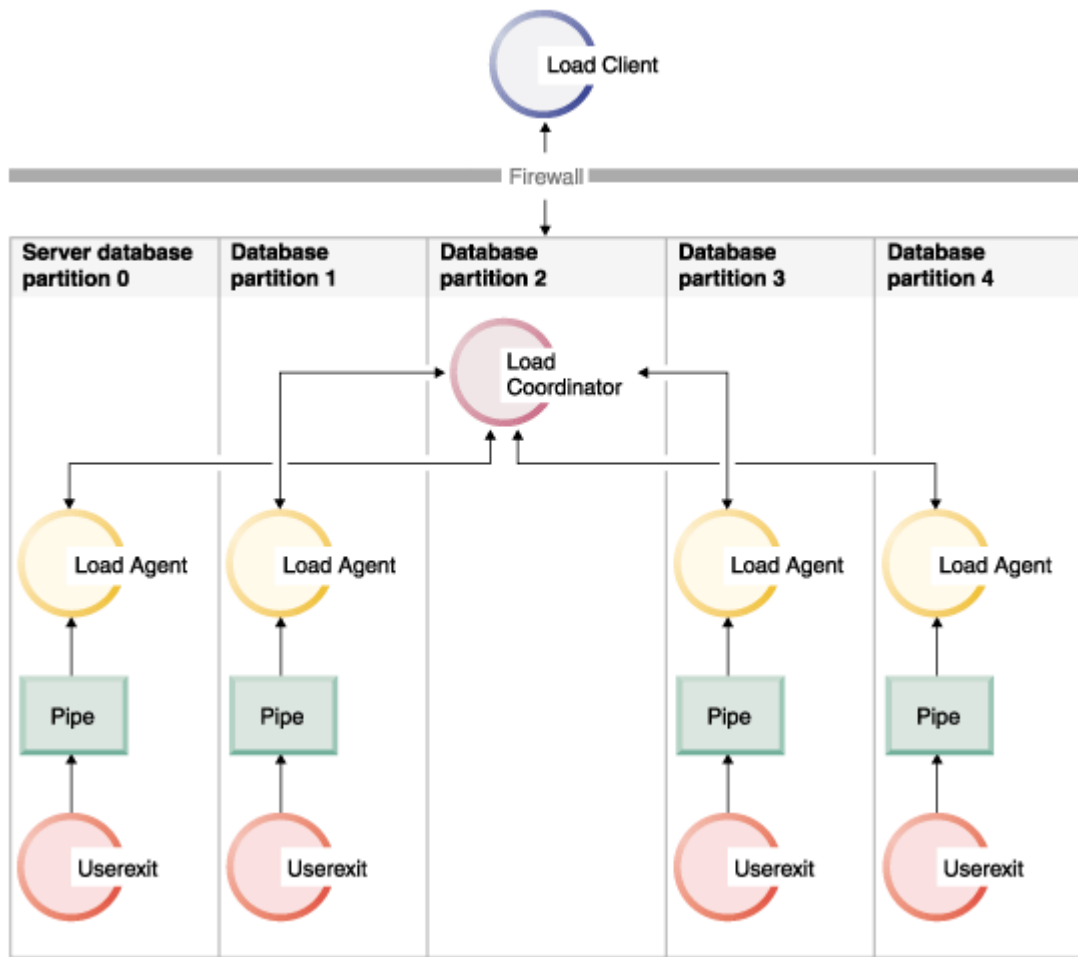 Load Client
Firewall
Server database
partition 0
Database
partition 1
Database
partition 2
Database
partition 3
Database
partition 4
Load
Coordinator
Load Agent
Load Agent
Load Agent
Load Agent
Pipe
Pipe
Pipe
Pipe
Userexit
Userexit
Userexit
Userexit